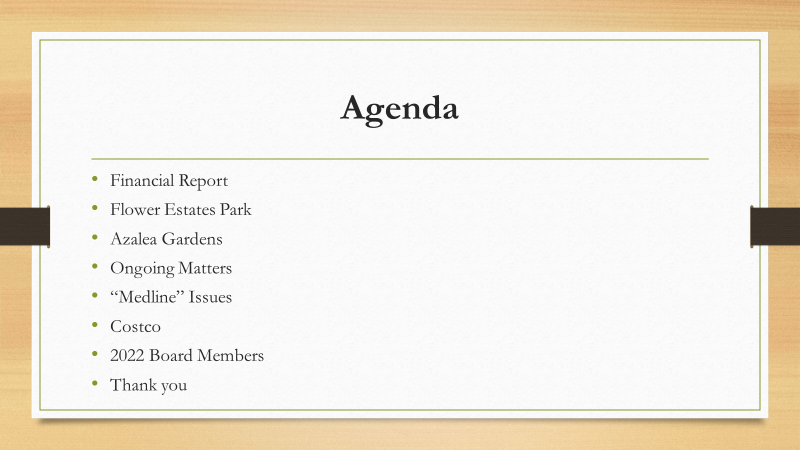 Agenda
• Financial Report
• Flower Estates Park
• Azalea Gardens
• Ongoing Matters
• “Medline” Issues
• Costco
• 2022 Board Members
• Thank you